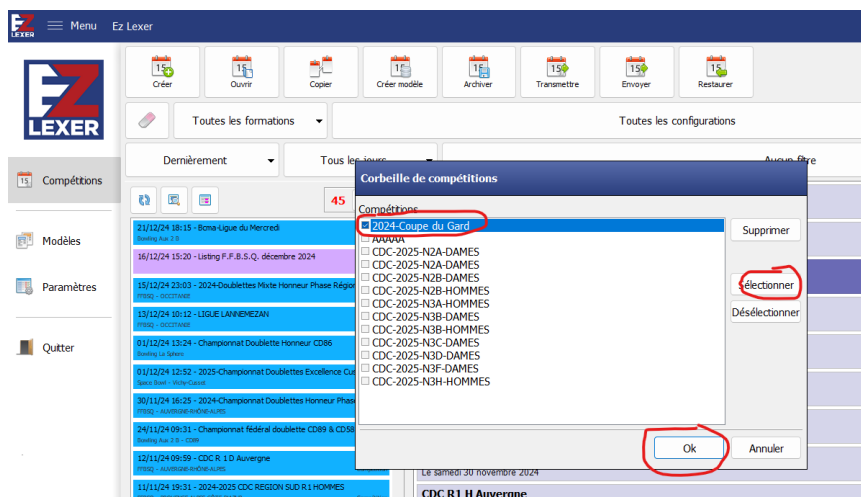 EZ LEXER Menu Ez Lexer
EZ LEXER
Créer Ouvrir Copier Créer modèle Archiver Transmettre Envoyer Restaurer
Toutes les formations Toutes les configurations
Dernièrement Tous les jours
Compétitions
Modèles
Paramètres
Quitter
45
21/12/24 18:15 - Bcma-Ligue du Mercredi
Bowling Aux 2 B
16/12/24 15:20 - Listing F.F.B.S.Q. décembre 2024
15/12/24 23:03 - 2024-Doublettes Mixte Honneur Phase Région
FFBSQ - OCCITANIE
13/12/24 10:12 - LIGUE LANNEMEZAN
FFBSQ - OCCITANIE
01/12/24 13:24 - Championnat Doublette Honneur CD86
Bowling La Sphere
01/12/24 12:52 - 2025-Championnat Doublettes Excellence Cus
Space Bowl - Vichy-Cusset
30/11/24 16:25 - 2024-Championnat Doublettes Honneur Phase
FFBSQ - AUVERGNE-RHÔNE-ALPES
24/11/24 09:31 - Championnat fédéral doublette CD89 & CD58
Bowling Aux 2 B - CD89
12/11/24 09:59 - CDC R 1 D Auvergne
FFBSQ - AUVERGNE-RHÔNE-ALPES
11/11/24 19:31 - 2024-2025 CDC REGION SUD R1 HOMMES
Corbeille de compétitions
Compétitions
2024-Coupe du Gard
AAAAA
CDC-2025-N2A-DAMES
CDC-2025-N2A-DAMES
CDC-2025-N2B-DAMES
CDC-2025-N2B-HOMMES
CDC-2025-N3A-HOMMES
CDC-2025-N3B-DAMES
CDC-2025-N3B-HOMMES
CDC-2025-N3C-DAMES
CDC-2025-N3D-DAMES
CDC-2025-N3F-DAMES
CDC-2025-N3H-HOMMES
Supprimer
Sélectionner
Désélectionner
Ok Annuler
Le samedi 30 novembre 2024
CDC R1 H Auvergne